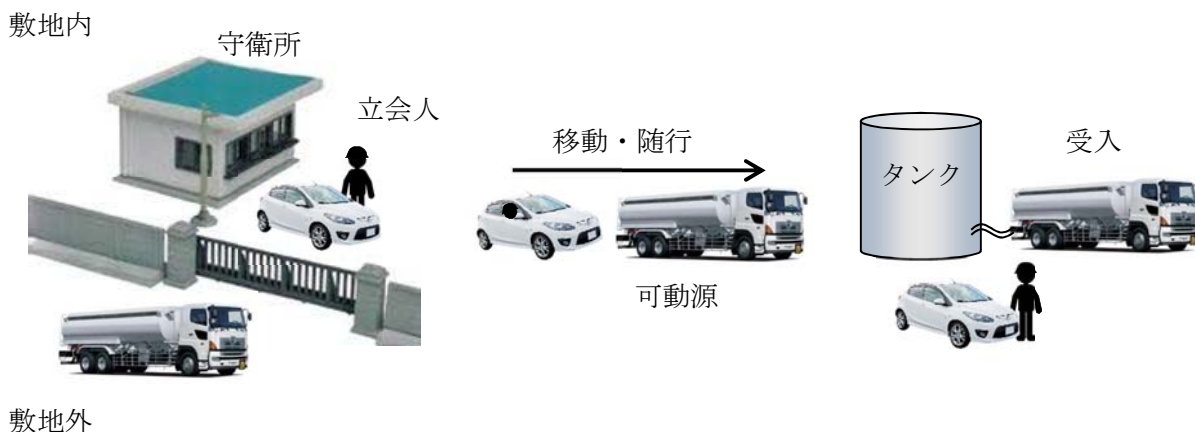 敷地内
守衛所
立会人
移動・随行
可動源
タンク
受入
敷地外